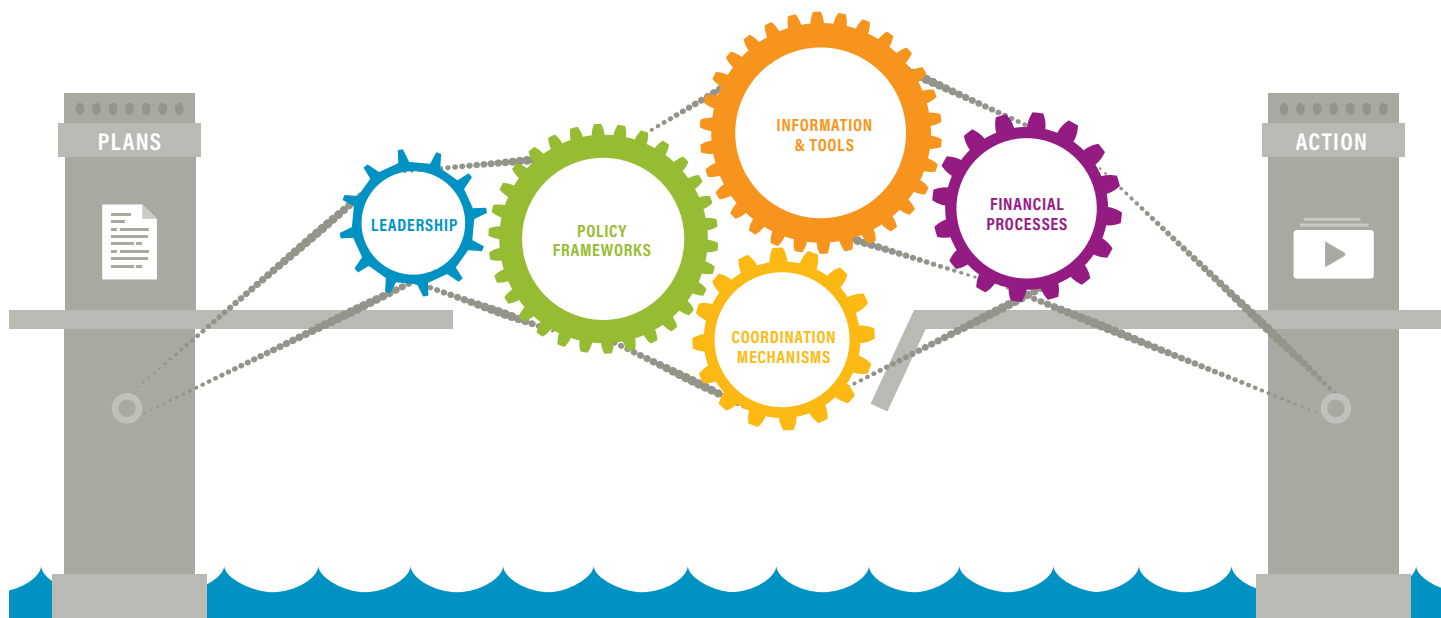 PLANS
LEADERSHIP
POLICY
FRAMEWORKS
INFORMATION
& TOOLS
COORDINATION
MECHANISMS
FINANCIAL
PROCESSES
ACTION